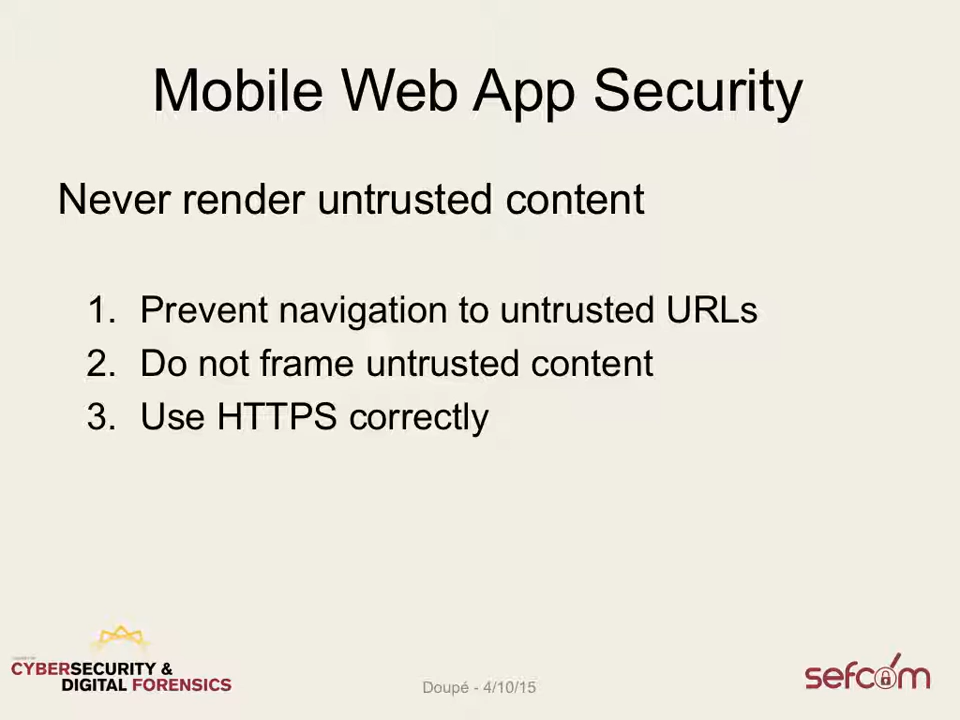 Mobile Web App Security
Never render untrusted content
1. Prevent navigation to untrusted URLs
2. Do not frame untrusted content
3. Use HTTPS correctly
CYBERSECURITY &
DIGITAL FORENSICS
Doupé - 4/10/15
sefcom